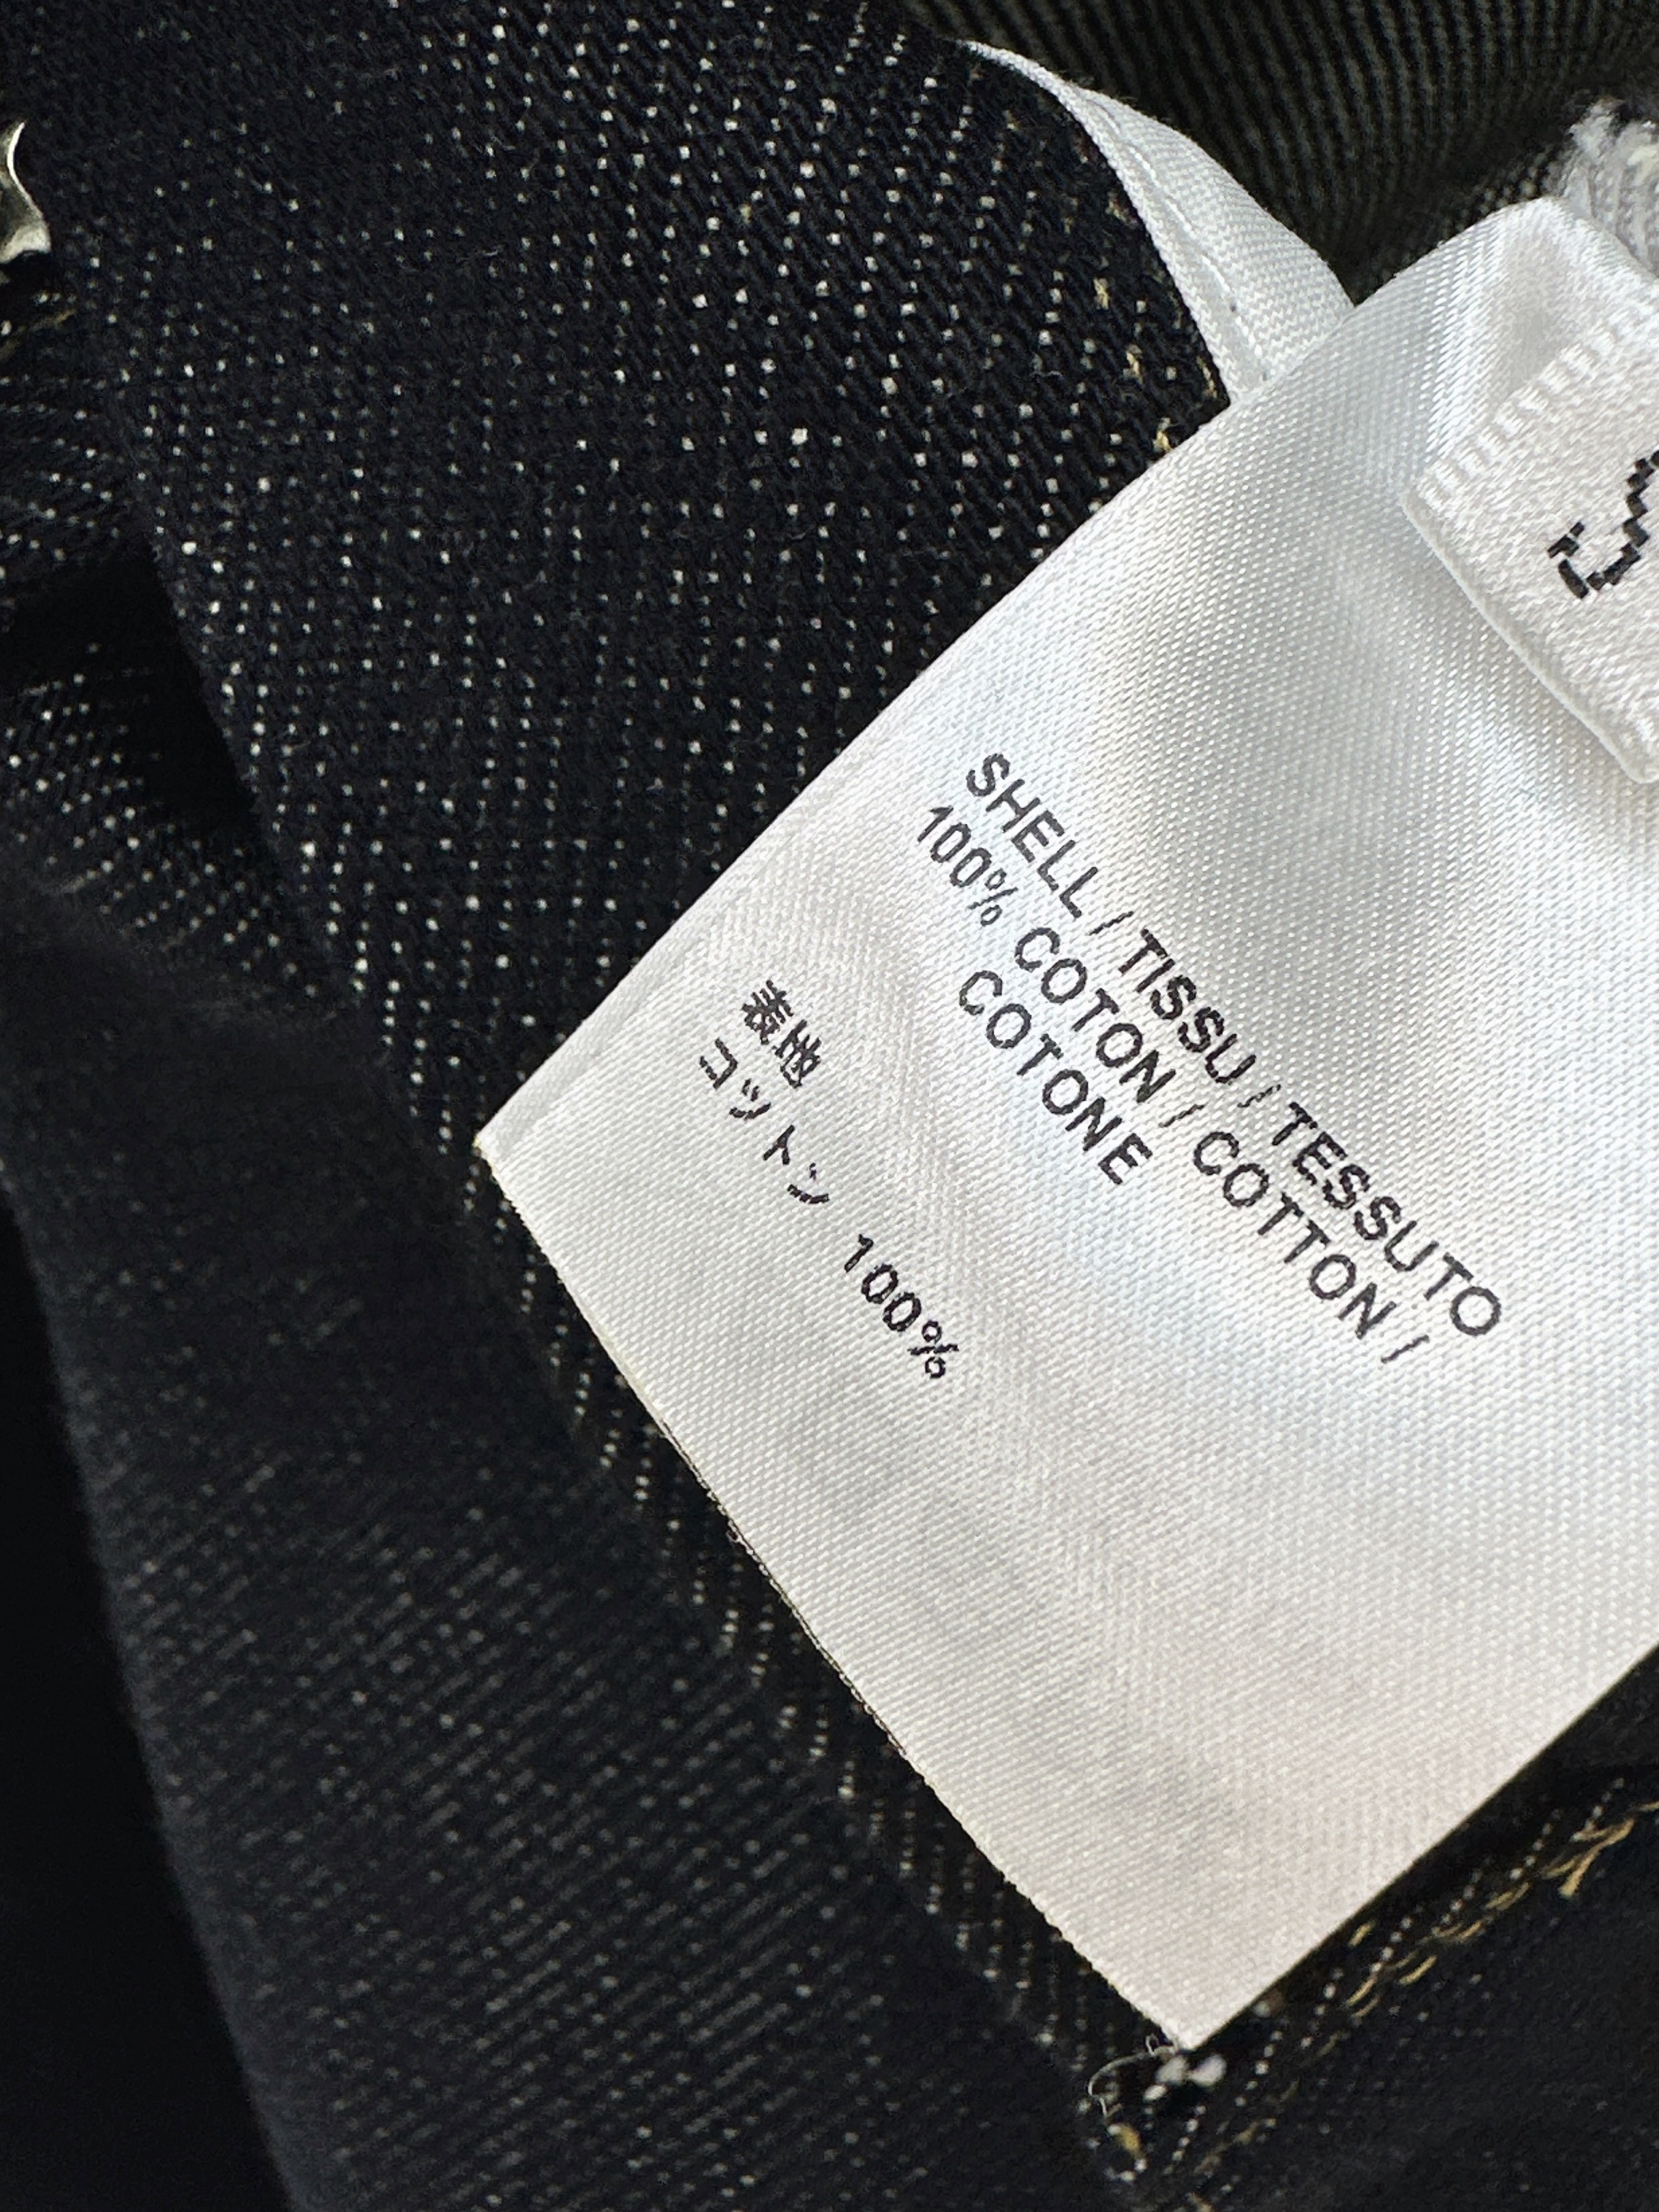 SHELL / TISSU / TESSUTO
100% COTON / COTTON /
COTONE
表地
コットン 100%